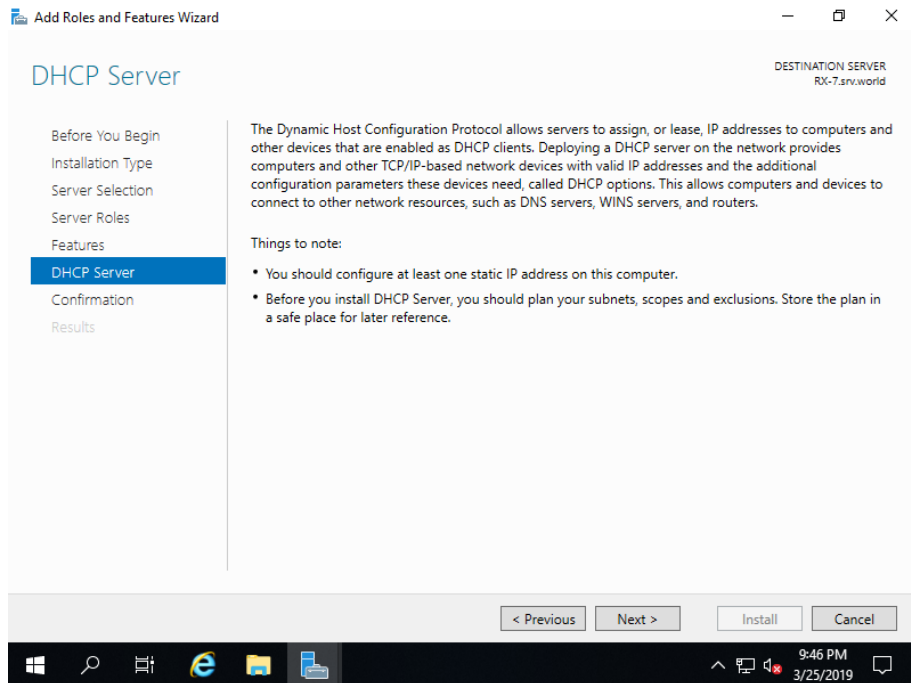 Add Roles and Features Wizard
DHCP Server
DESTINATION SERVER
RX-7.srv.world
Before You Begin
Installation Type
Server Selection
Server Roles
Features
DHCP Server
Confirmation
Results
The Dynamic Host Configuration Protocol allows servers to assign, or lease, IP addresses to computers and
other devices that are enabled as DHCP clients. Deploying a DHCP server on the network provides
computers and other TCP/IP-based network devices with valid IP addresses and the additional
configuration parameters these devices need, called DHCP options. This allows computers and devices to
connect to other network resources, such as DNS servers, WINS servers, and routers.
Things to note:
• You should configure at least one static IP address on this computer.
• Before you install DHCP Server, you should plan your subnets, scopes and exclusions. Store the plan in
a safe place for later reference.
< Previous
Next >
Install
Cancel
9:46 PM
3/25/2019